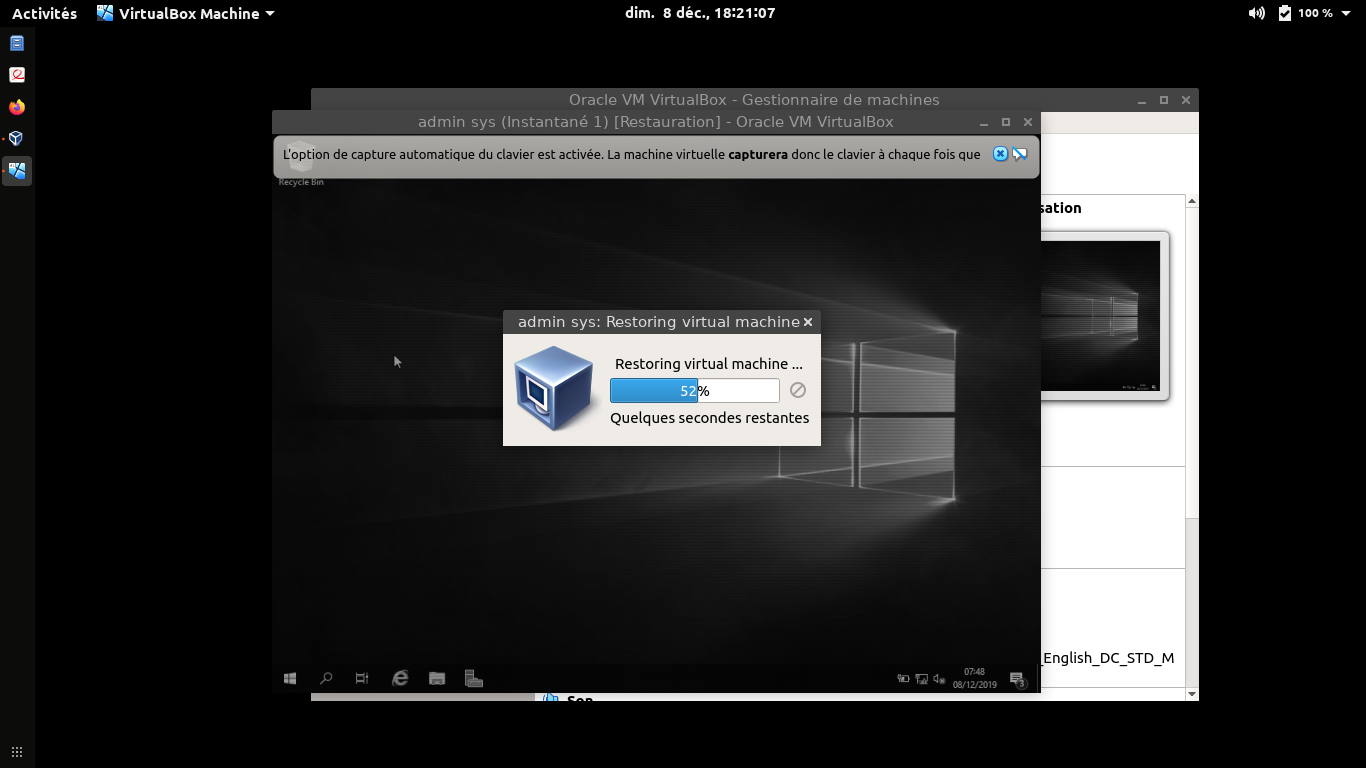 Activités
VirtualBox Machine
dim. 8 déc., 18:21:07
100 %
Oracle VM VirtualBox - Gestionnaire de machines
admin sys (Instantané 1) [Restauration] - Oracle VM VirtualBox
L'option de capture automatique du clavier est activée. La machine virtuelle capturera donc le clavier à chaque fois que
Recycle Bin
sation
admin sys: Restoring virtual machine
Restoring virtual machine ...
52%
Quelques secondes restantes
_English_DC_STD_M
07:48
08/12/2019
3
Son